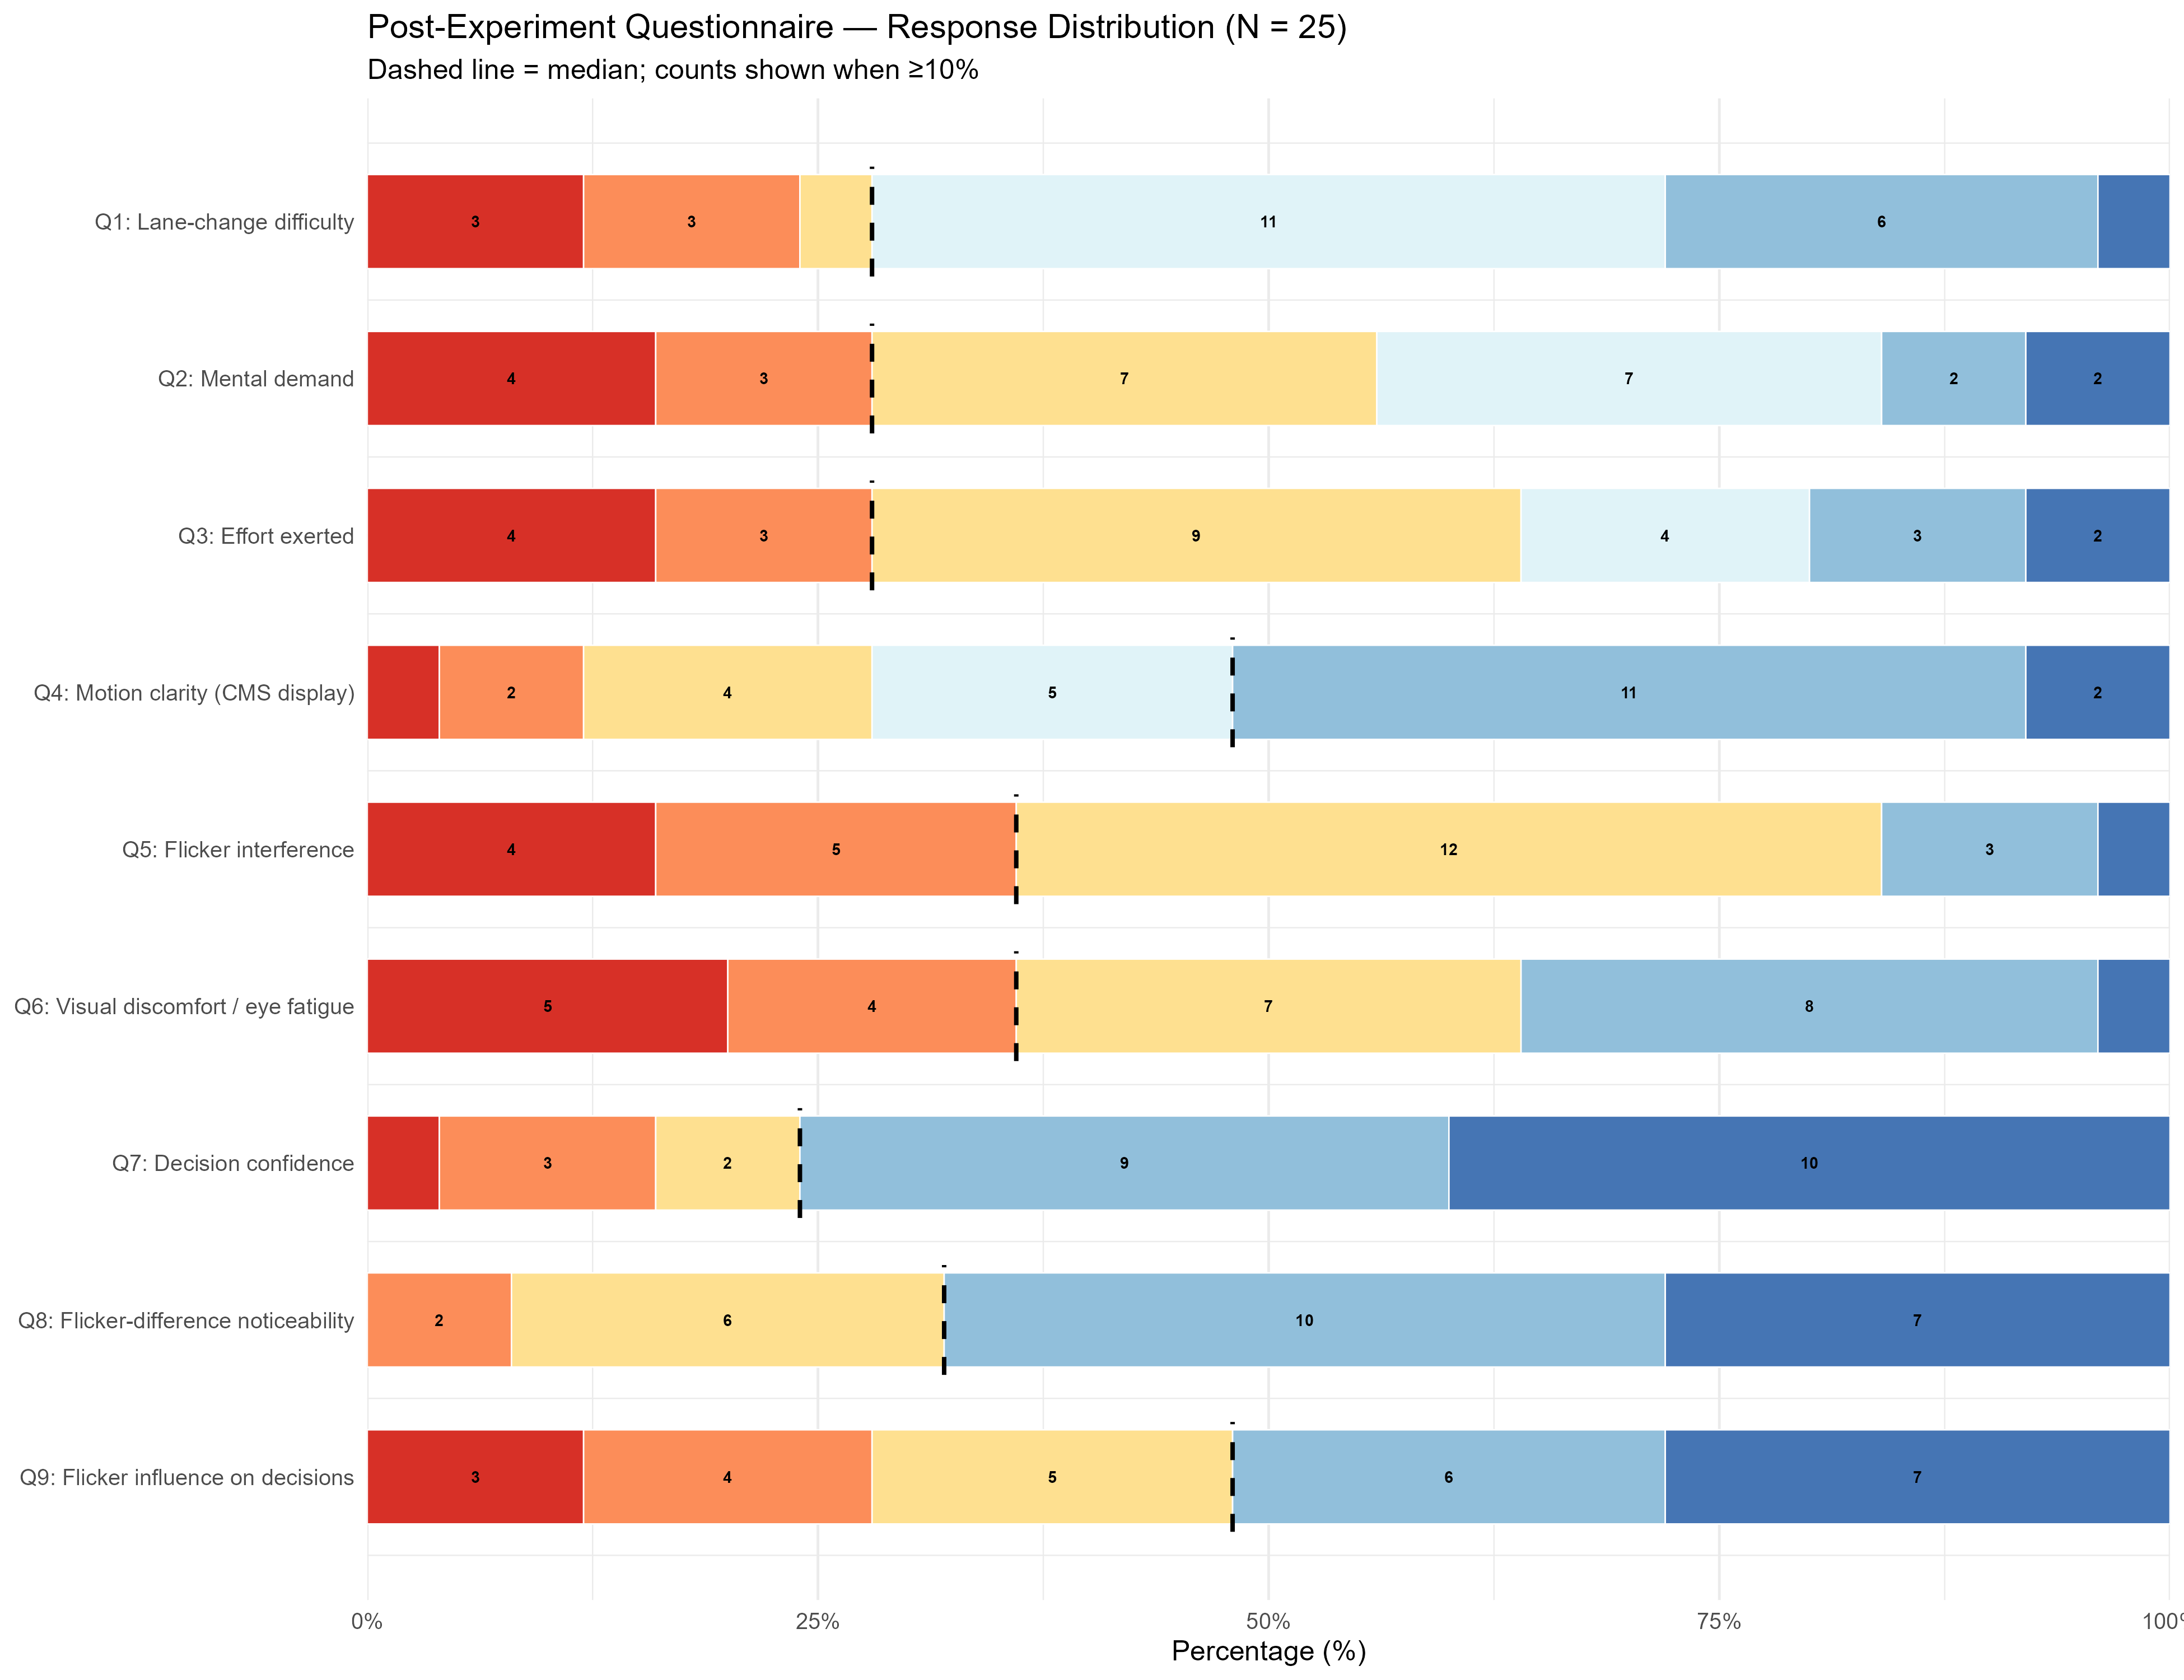 Post-Experiment Questionnaire — Response Distribution (N = 25)
Dashed line = median; counts shown when ≥10%
Q1: Lane-change difficulty
3 3 11 6
Q2: Mental demand
4 3 7 7 2 2
Q3: Effort exerted
4 3 9 4 3 2
Q4: Motion clarity (CMS display)
2 4 5 11 2
Q5: Flicker interference
4 5 12 3
Q6: Visual discomfort / eye fatigue
5 4 7 8
Q7: Decision confidence
3 2 9 10
Q8: Flicker-difference noticeability
2 6 10 7
Q9: Flicker influence on decisions
3 4 5 6 7
0% 25% 50% 75% 100%
Percentage (%)